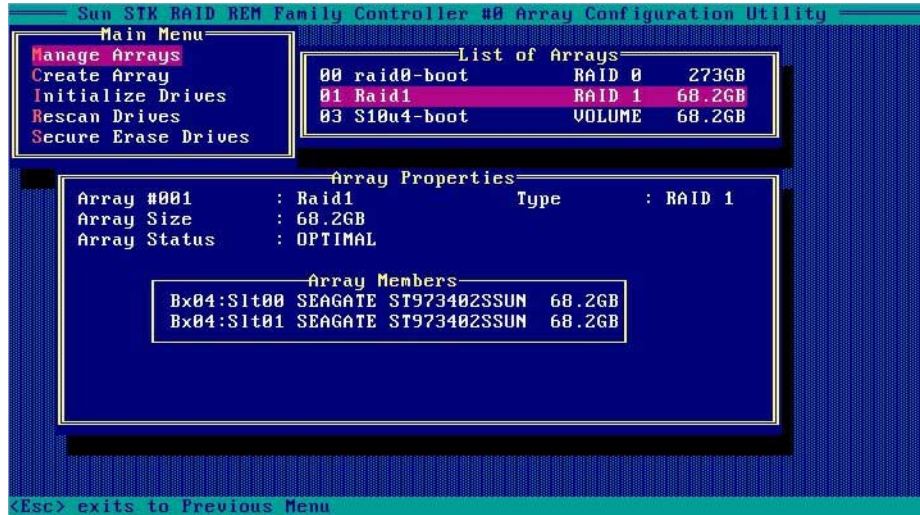 Sun STK RAID REM Family Controller #0 Array Configuration Utility
Main Menu
Manage Arrays
Create Array
Initialize Drives
Rescan Drives
Secure Erase Drives
List of Arrays
00 raid0-boot RAID 0 273GB
01 Raid1 RAID 1 68.2GB
03 S10u4-boot VOLUME 68.2GB
Array Properties
Array #001 : Raid1 Type : RAID 1
Array Size : 68.2GB
Array Status : OPTIMAL
Array Members
Bx04:Slt00 SEAGATE ST973402SSUN 68.2GB
Bx04:Slt01 SEAGATE ST973402SSUN 68.2GB
<Esc> exits to Previous Menu